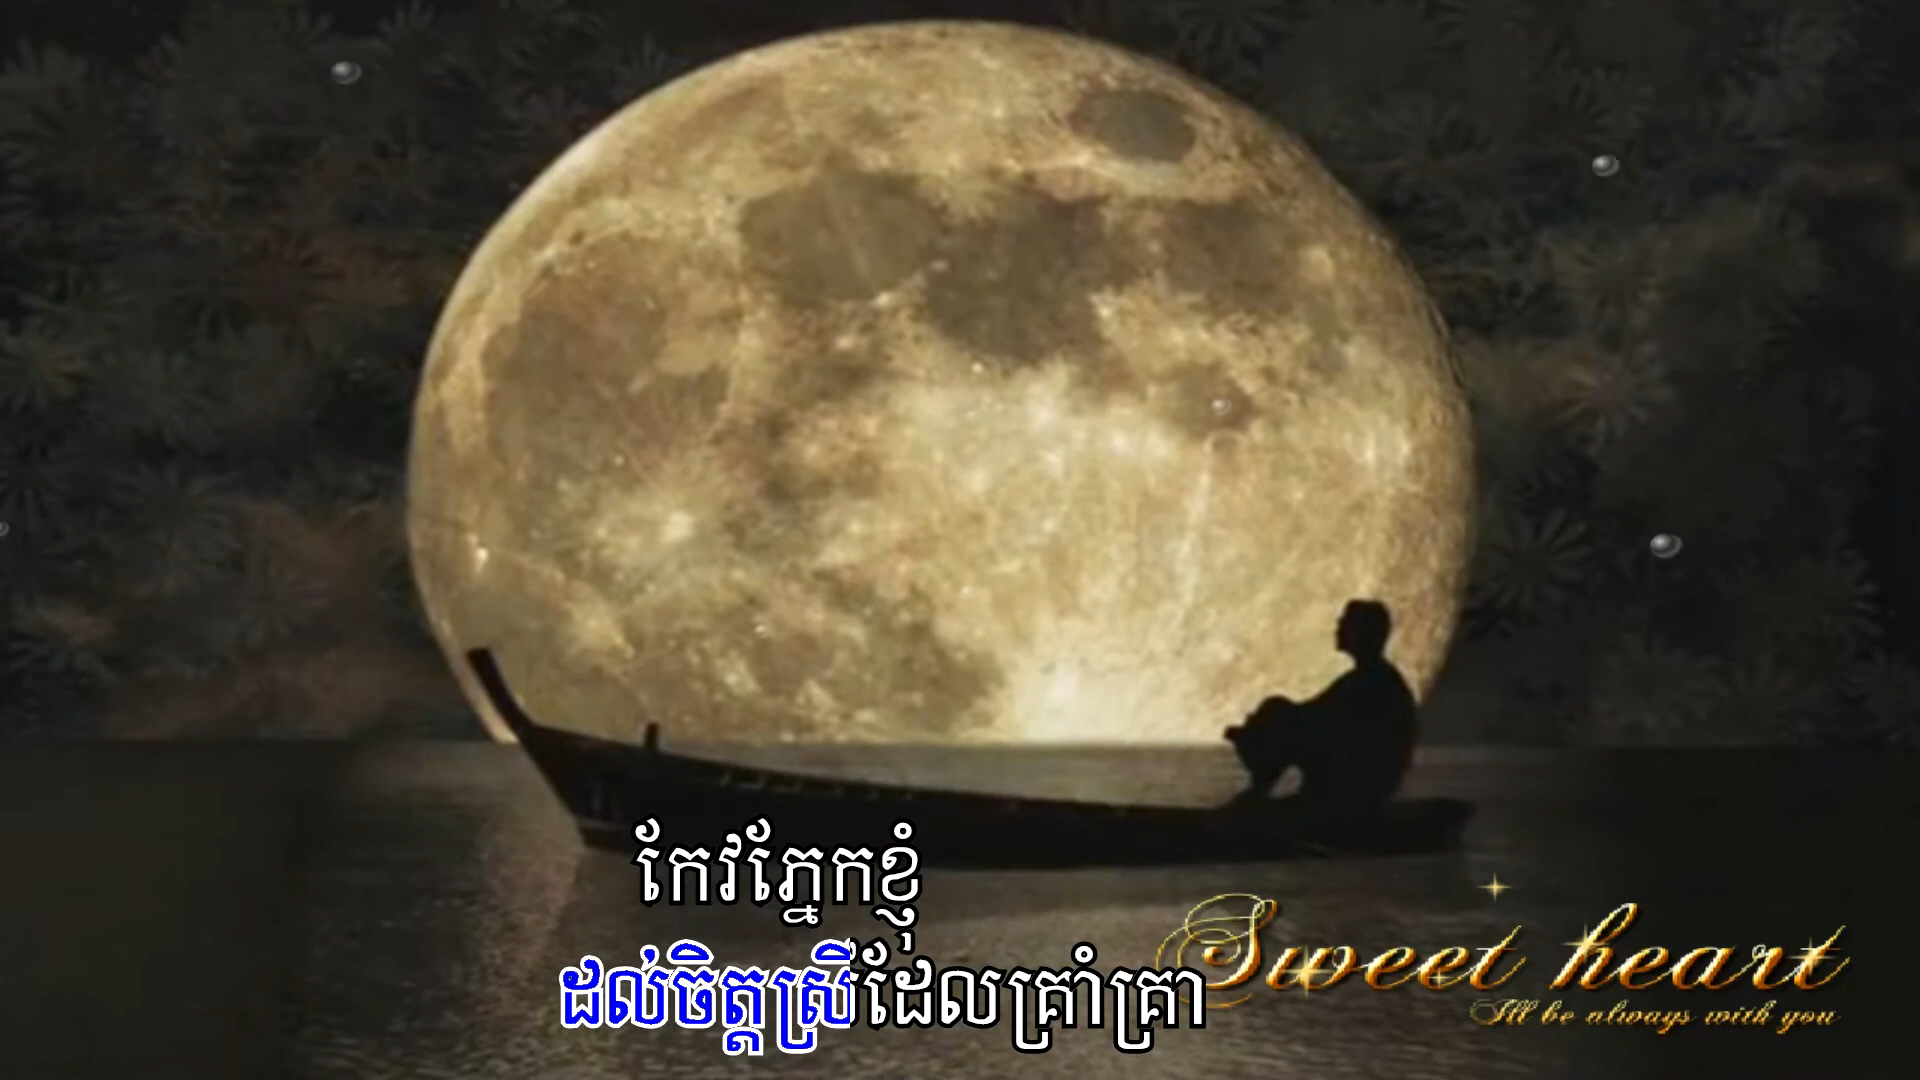 កែវភ្នែកខ្ញុំ
ដល់ចិត្តស្រីដែលគ្រាំគ្រា
Sweet heart
I'll be always with you